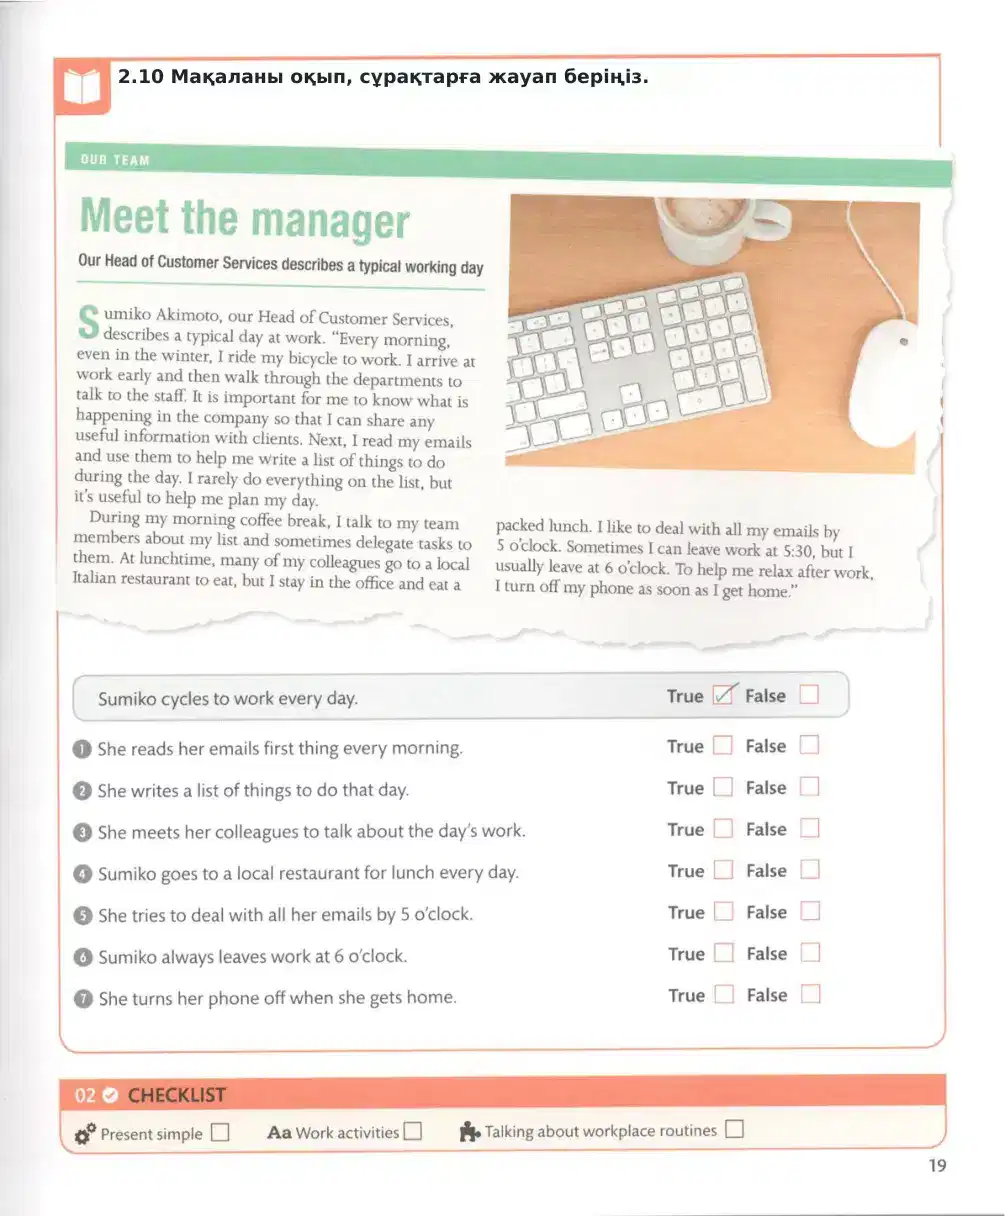 2.10 Мақаланы оқып, сұрақтарға жауап беріңіз.
OUR TEAM
Meet the manager
Our Head of Customer Services describes a typical working day
Sumiko Akimoto, our Head of Customer Services,
describes a typical day at work. “Every morning,
even in the winter, I ride my bicycle to work. I arrive at
work early and then walk through the departments to
talk to the staff. It is important for me to know what is
happening in the company so that I can share any
useful information with clients. Next, I read my emails
and use them to help me write a list of things to do
during the day. I rarely do everything on the list, but
it’s useful to help me plan my day.
During my morning coffee break, I talk to my team
members about my list and sometimes delegate tasks to
them. At lunchtime, many of my colleagues go to a local
Italian restaurant to eat, but I stay in the office and eat a
packed lunch. I like to deal with all my emails by
5 o’clock. Sometimes I can leave work at 5:30, but I
usually leave at 6 o’clock. To help me relax after work,
I turn off my phone as soon as I get home.”
Sumiko cycles to work every day. True False
1 She reads her emails first thing every morning. True False
2 She writes a list of things to do that day. True False
3 She meets her colleagues to talk about the day’s work. True False
4 Sumiko goes to a local restaurant for lunch every day. True False
5 She tries to deal with all her emails by 5 o’clock. True False
6 Sumiko always leaves work at 6 o’clock. True False
7 She turns her phone off when she gets home. True False
02 CHECKLIST
Present simple Aa Work activities Talking about workplace routines
19